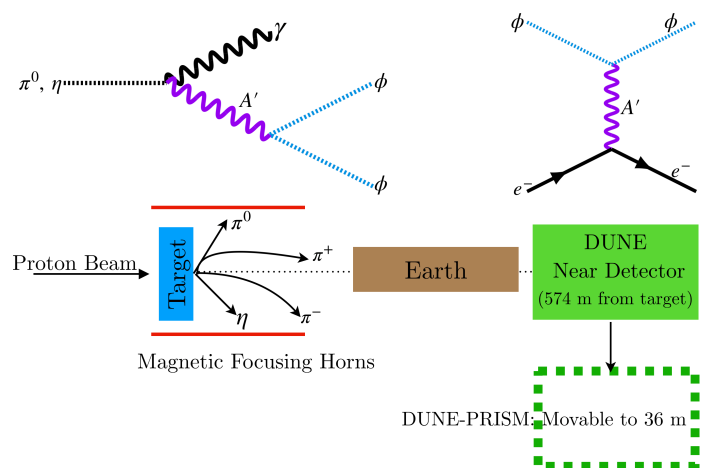 γ
π⁰, η
A′
ϕ
ϕ
ϕ
ϕ
A′
e⁻
e⁻
Proton Beam
Target
π⁰
π⁺
η
π⁻
Magnetic Focusing Horns
Earth
DUNE
Near Detector
(574 m from target)
DUNE-PRISM: Movable to 36 m